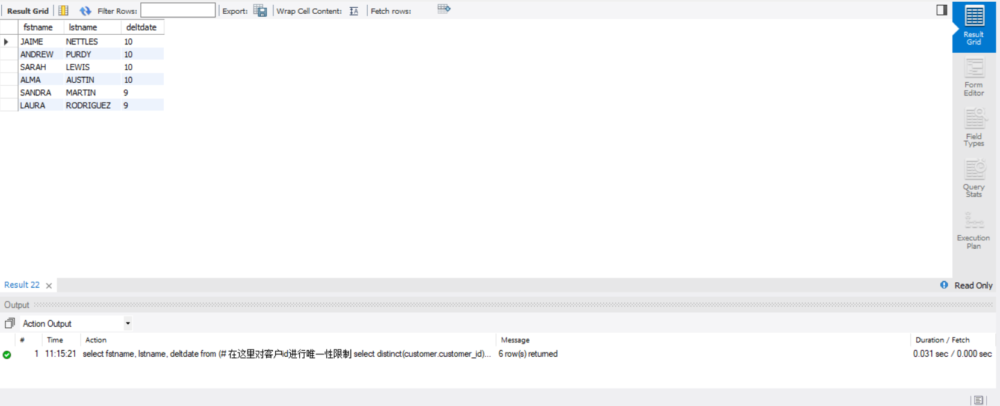 Result Grid Filter Rows: Export: Wrap Cell Content: IA Fetch rows:
fstname lstname deltdate
JAIME NETTLES 10
ANDREW PURDY 10
SARAH LEWIS 10
ALMA AUSTIN 10
SANDRA MARTIN 9
LAURA RODRIGUEZ 9
Result
Grid
Form
Editor
Field
Types
Query
Stats
Execution
Plan
Result 22 Read Only
Output
Action Output
# Time Action Message Duration / Fetch
1 11:15:21 select fstname, lstname, deltdate from (# 在这里对客户id进行唯一性限制 select distinct(customer.customer_id)... 6 row(s) returned 0.031 sec / 0.000 sec